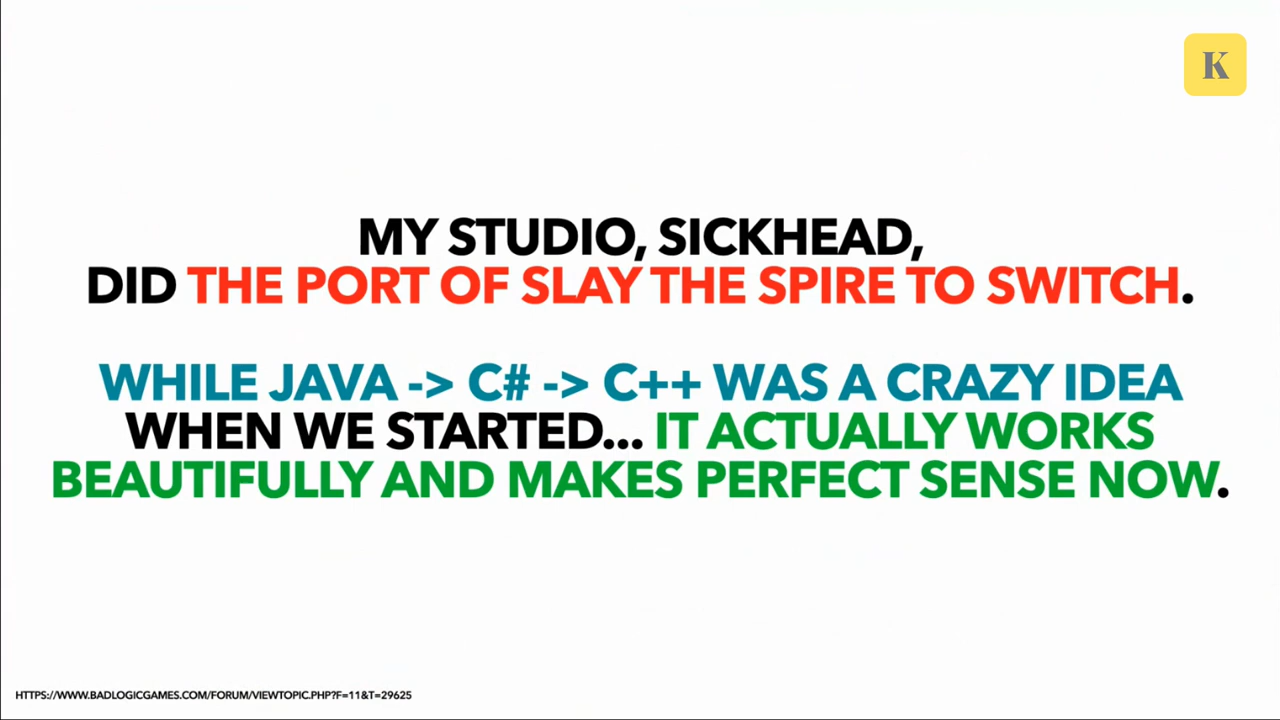 K
MY STUDIO, SICKHEAD,
DID THE PORT OF SLAY THE SPIRE TO SWITCH.
WHILE JAVA -> C# -> C++ WAS A CRAZY IDEA
WHEN WE STARTED... IT ACTUALLY WORKS
BEAUTIFULLY AND MAKES PERFECT SENSE NOW.
HTTPS://WWW.BADLOGICGAMES.COM/FORUM/VIEWTOPIC.PHP?F=11&T=29625